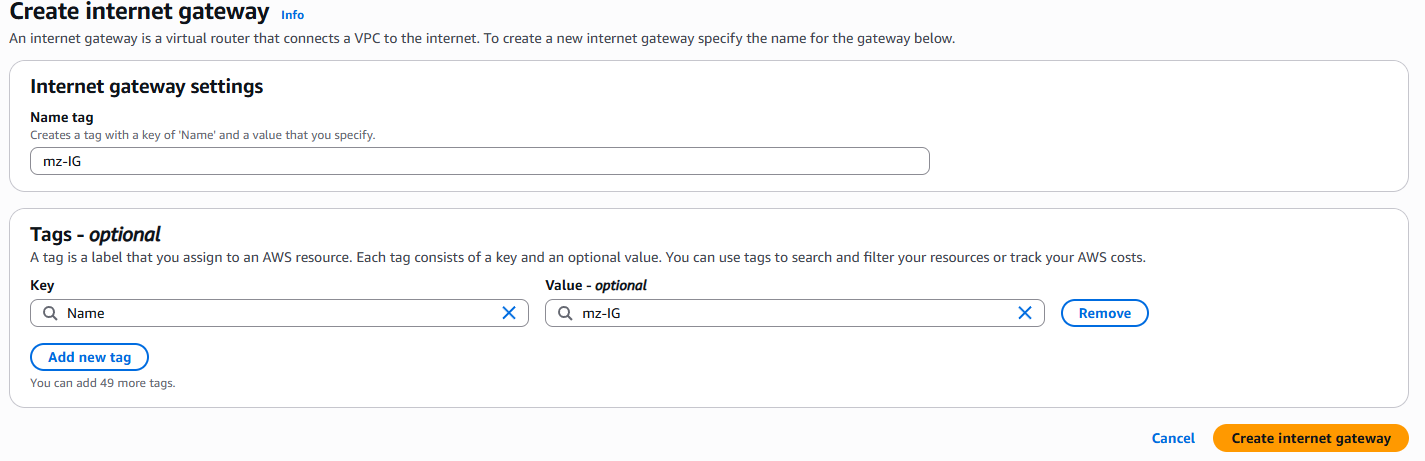 Create internet gateway Info
An internet gateway is a virtual router that connects a VPC to the internet. To create a new internet gateway specify the name for the gateway below.
Internet gateway settings
Name tag
Creates a tag with a key of 'Name' and a value that you specify.
mz-IG
Tags - optional
A tag is a label that you assign to an AWS resource. Each tag consists of a key and an optional value. You can use tags to search and filter your resources or track your AWS costs.
Key Value - optional
Name mz-IG Remove
Add new tag
You can add 49 more tags.
Cancel Create internet gateway